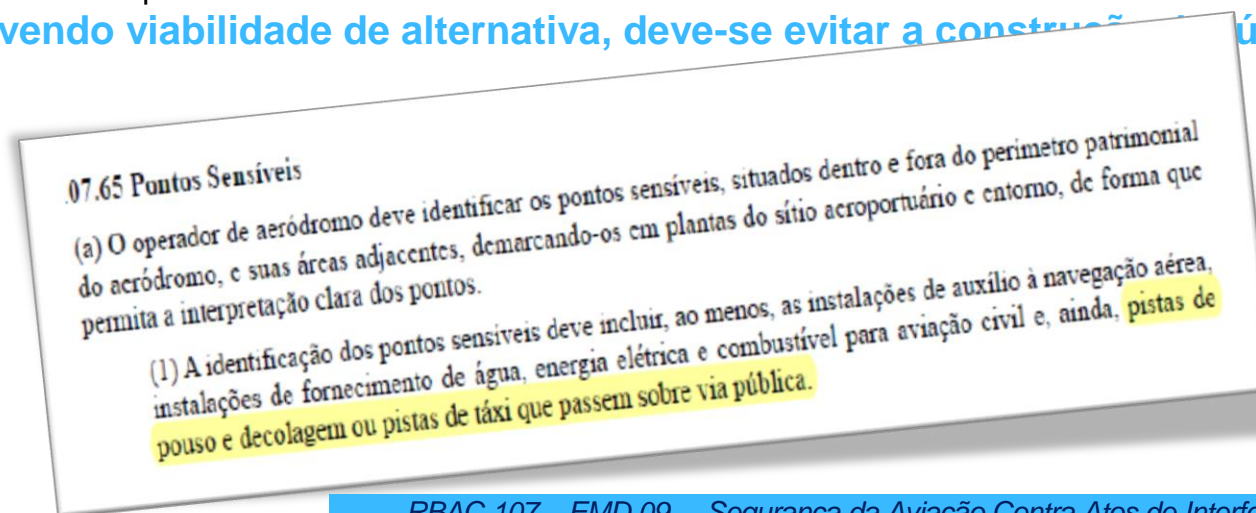 vendo viabilidade de alternativa, deve-se evitar a
.07.65 Pontos Sensíveis
(a) O operador de aeródromo deve identificar os pontos sensíveis, situados dentro e fora do perímetro patrimonial
do aeródromo, e suas áreas adjacentes, demarcando-os em plantas do sítio aeroportuário e entorno, de forma que
permita a interpretação clara dos pontos.
(1) A identificação dos pontos sensíveis deve incluir, ao menos, as instalações de auxílio à navegação aérea,
instalações de fornecimento de água, energia elétrica e combustível para aviação civil e, ainda, pistas de
pouso e decolagem ou pistas de táxi que passem sobre via pública.
RBAC 107 – EMD 09 – Segurança da Aviação Contra Atos de Interfe